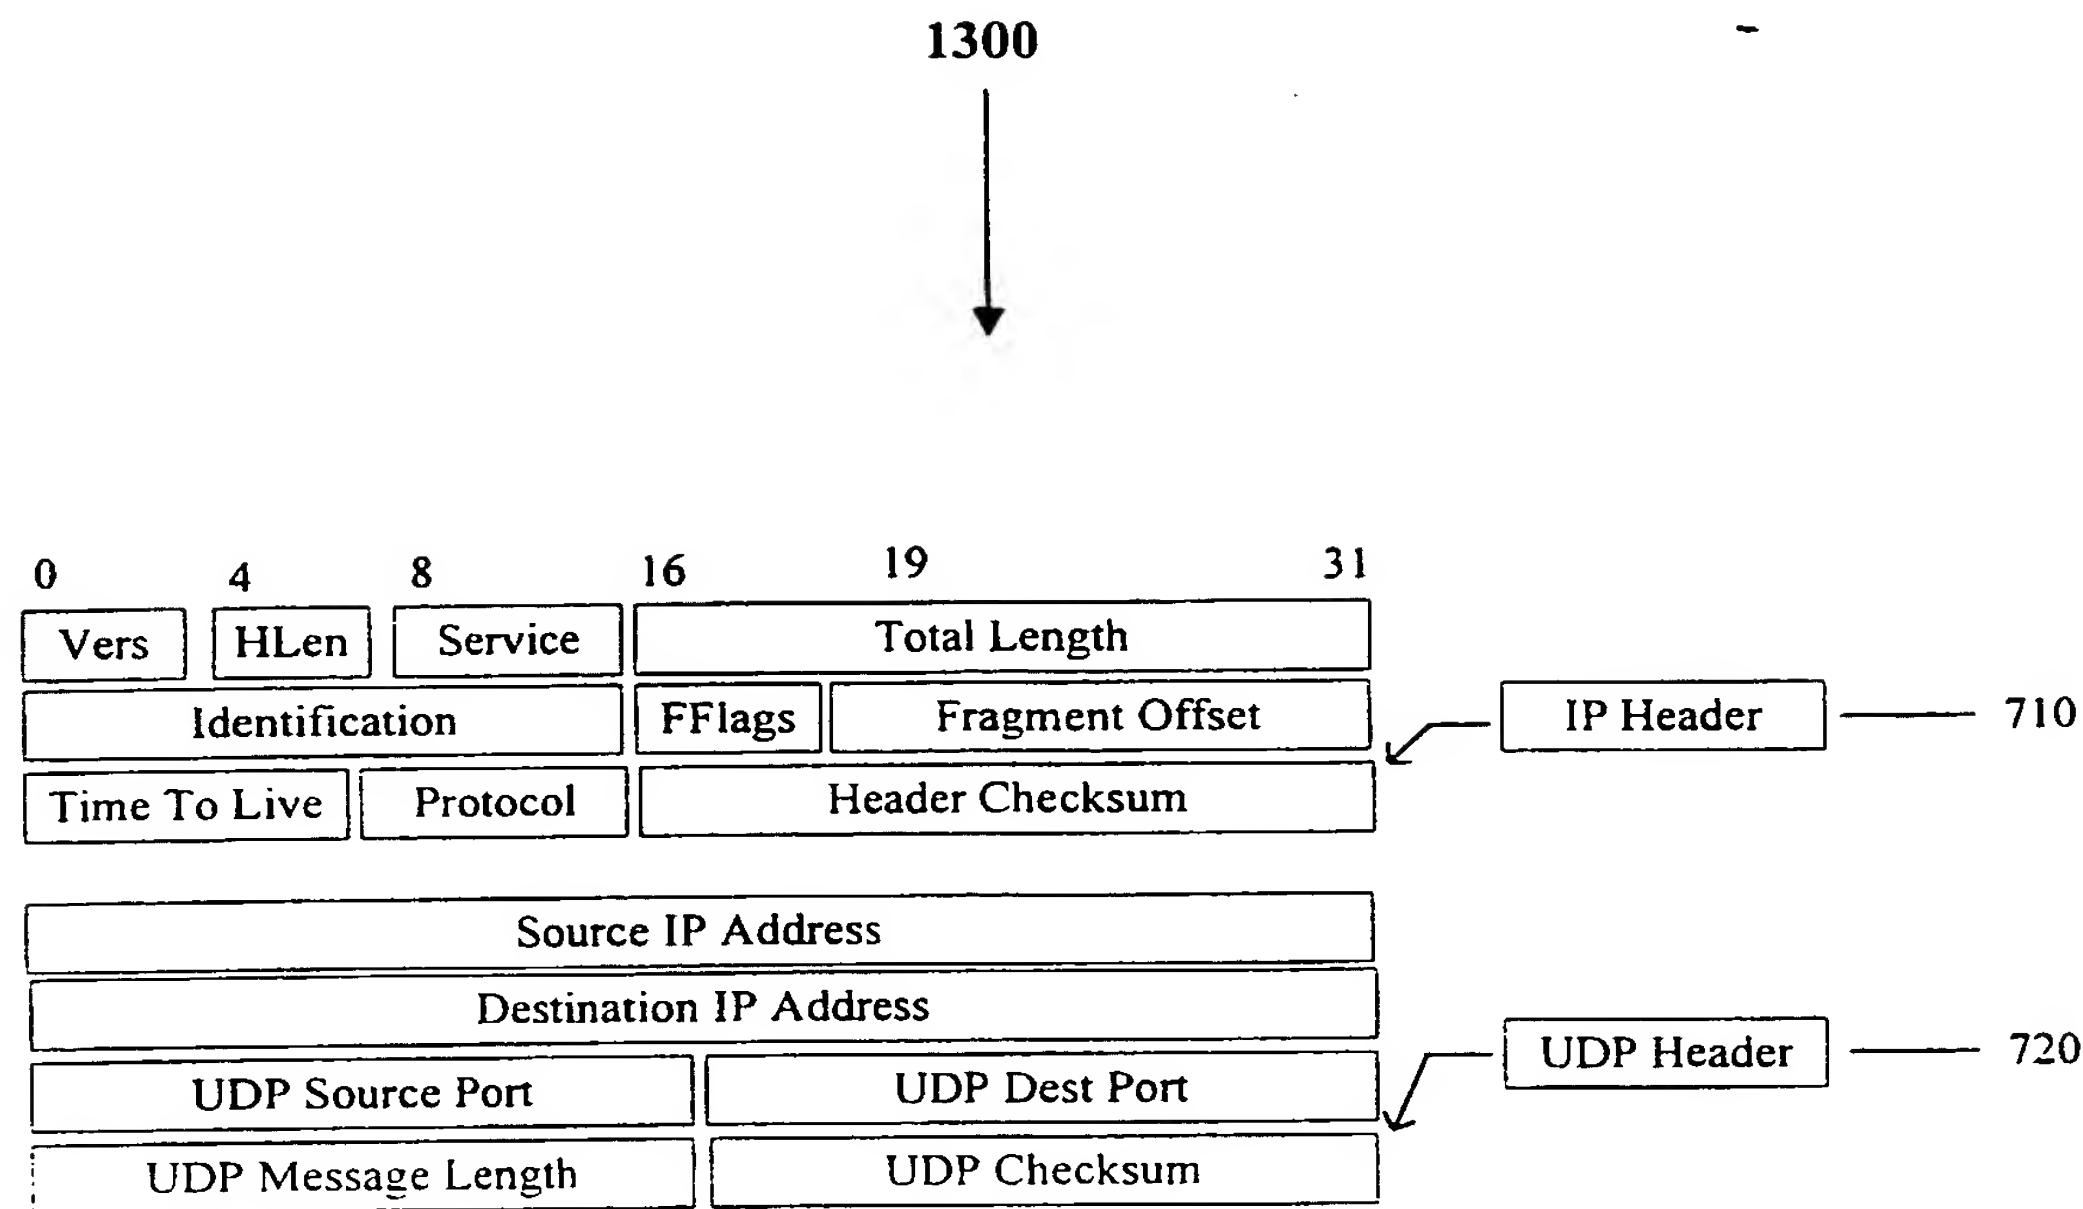 1300
0 4 8 16 19 31
Vers HLen Service Total Length
Identification FFlags Fragment Offset IP Header 710
Time To Live Protocol Header Checksum
Source IP Address
Destination IP Address
UDP Header 720
UDP Source Port UDP Dest Port
UDP Message Length UDP Checksum